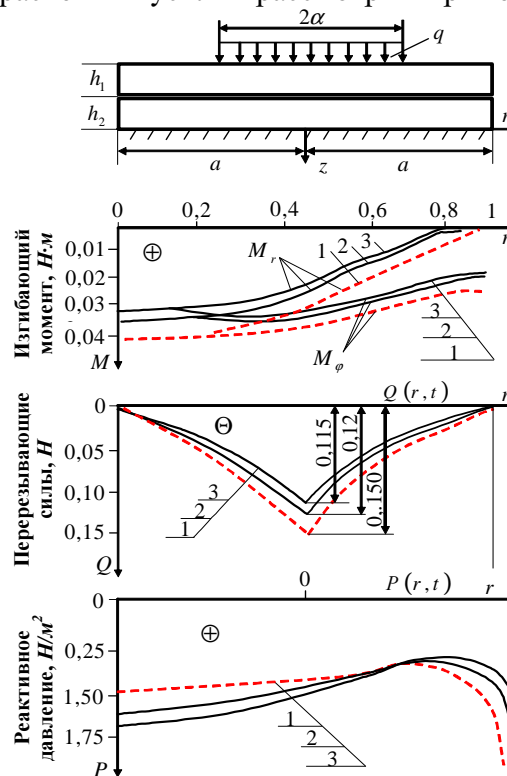 2α
q
h₁
h₂
r
a
a
z
0 0,2 0,4 0,6 0,8 1
r
0,01
0,02
0,03
0,04
M
Изгибающий
момент, Н·м
⊕
Mᵣ
1 2 3
M_φ
3
2
1
Q (r, t)
r
0
0,05
0,10
0,15
Q
Перерезывающие
силы, Н
Θ
3
2
1
0,115
0,12
0,.150
0
P (r, t)
r
0
0,25
1,50
1,75
P
Реактивное
давление, Н/м²
⊕
1
2
3